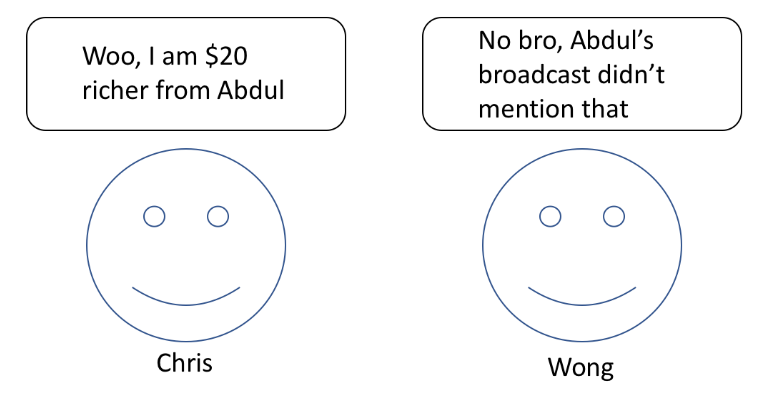 Woo, I am $20
richer from Abdul
No bro, Abdul’s
broadcast didn’t
mention that
Chris
Wong